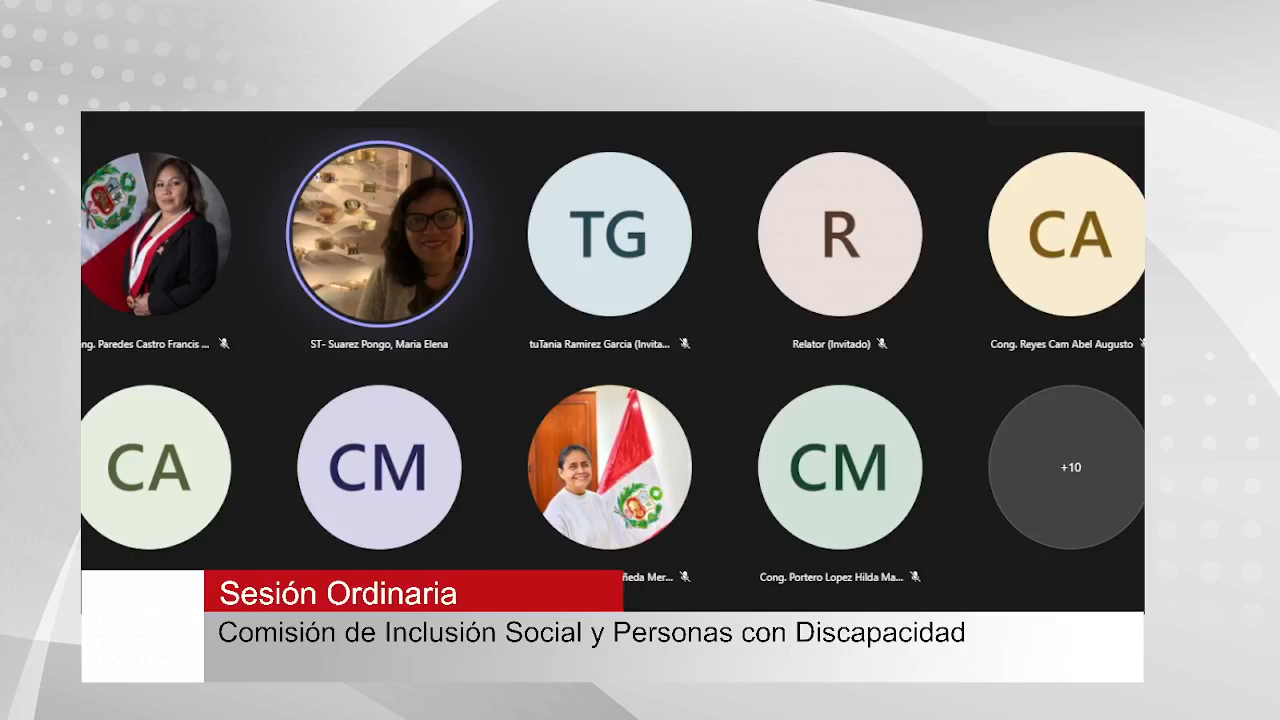 TG
R
CA
ng. Paredes Castro Francis ...
ST- Suarez Pongo, Maria Elena
tuTania Ramirez Garcia (Invita...
Relator (Invitado)
Cong. Reyes Cam Abel Augusto
CA
CM
CM
+10
ñeda Mer...
Cong. Portero Lopez Hilda Ma...
Sesión Ordinaria
Comisión de Inclusión Social y Personas con Discapacidad